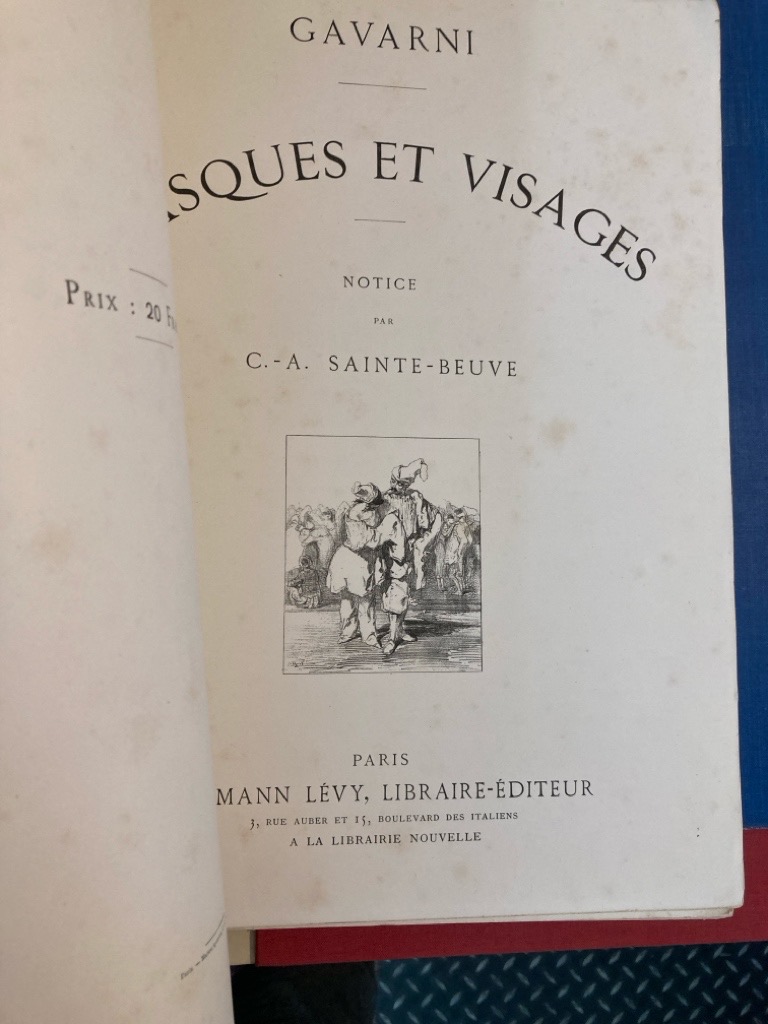 GAVARNI
ASQUES ET VISAGES
NOTICE
PAR
C.-A. SAINTE-BEUVE
PARIS
MANN LÉVY, LIBRAIRE-ÉDITEUR
3, RUE AUBER ET 15, BOULEVARD DES ITALIENS
A LA LIBRAIRIE NOUVELLE
PRIX : 20